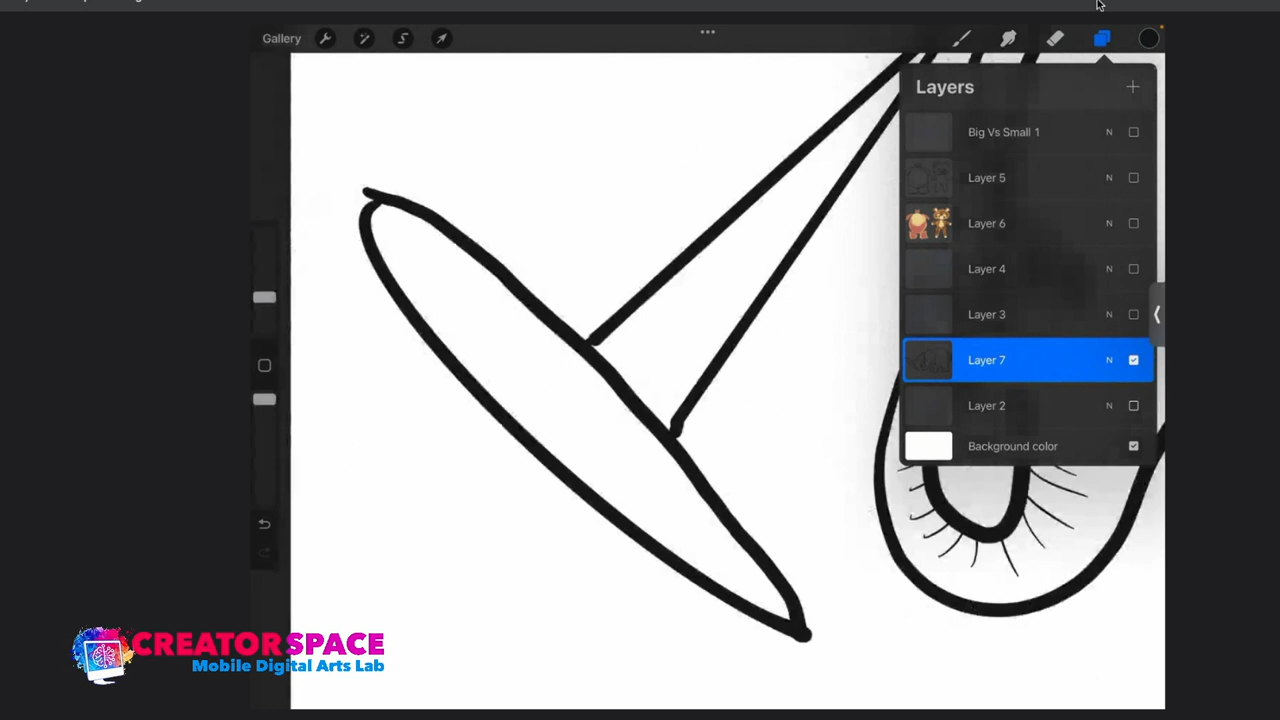 Gallery
Layers
Big Vs Small 1 N
Layer 5 N
Layer 6 N
Layer 4 N
Layer 3 N
Layer 7 N
Layer 2 N
Background color
CREATOR SPACE
Mobile Digital Arts Lab